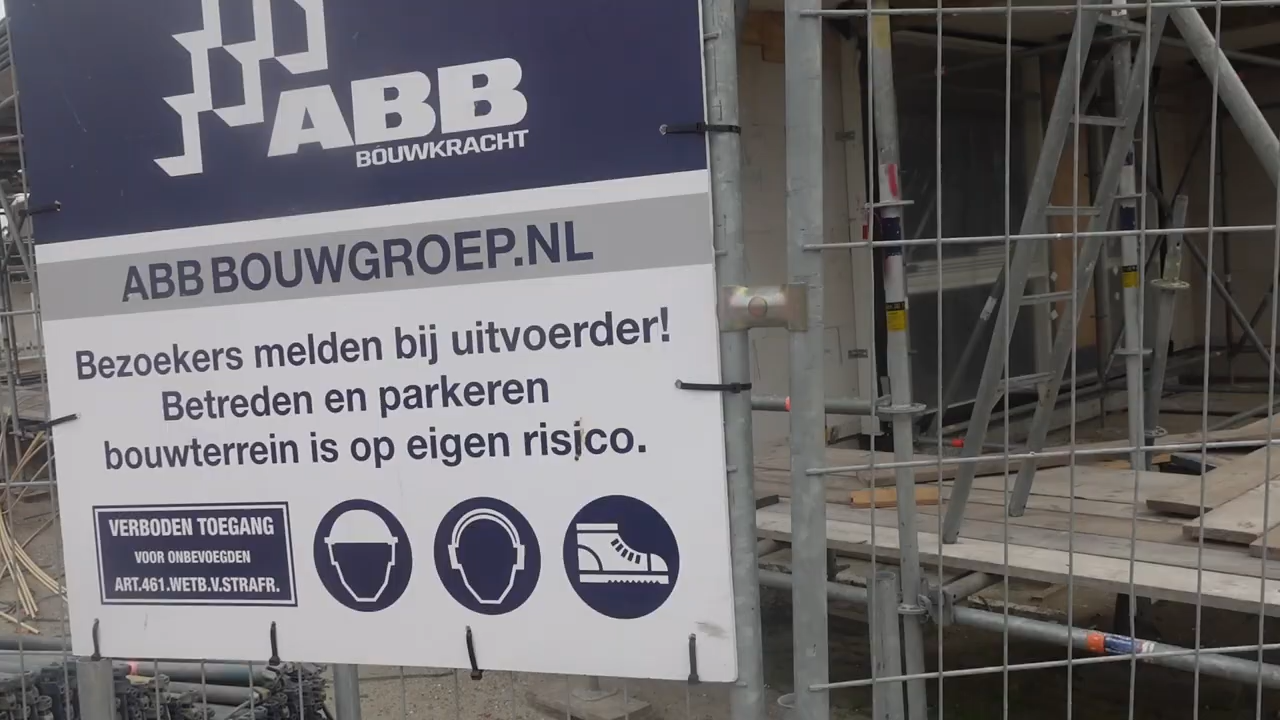 ABB
BOUWKRACHT
ABB BOUWGROEP.NL
Bezoekers melden bij uitvoerder!
Betreden en parkeren
bouwterrein is op eigen risico.
VERBODEN TOEGANG
VOOR ONBEVOEGDEN
ART.461.WETB.V.STRAFR.